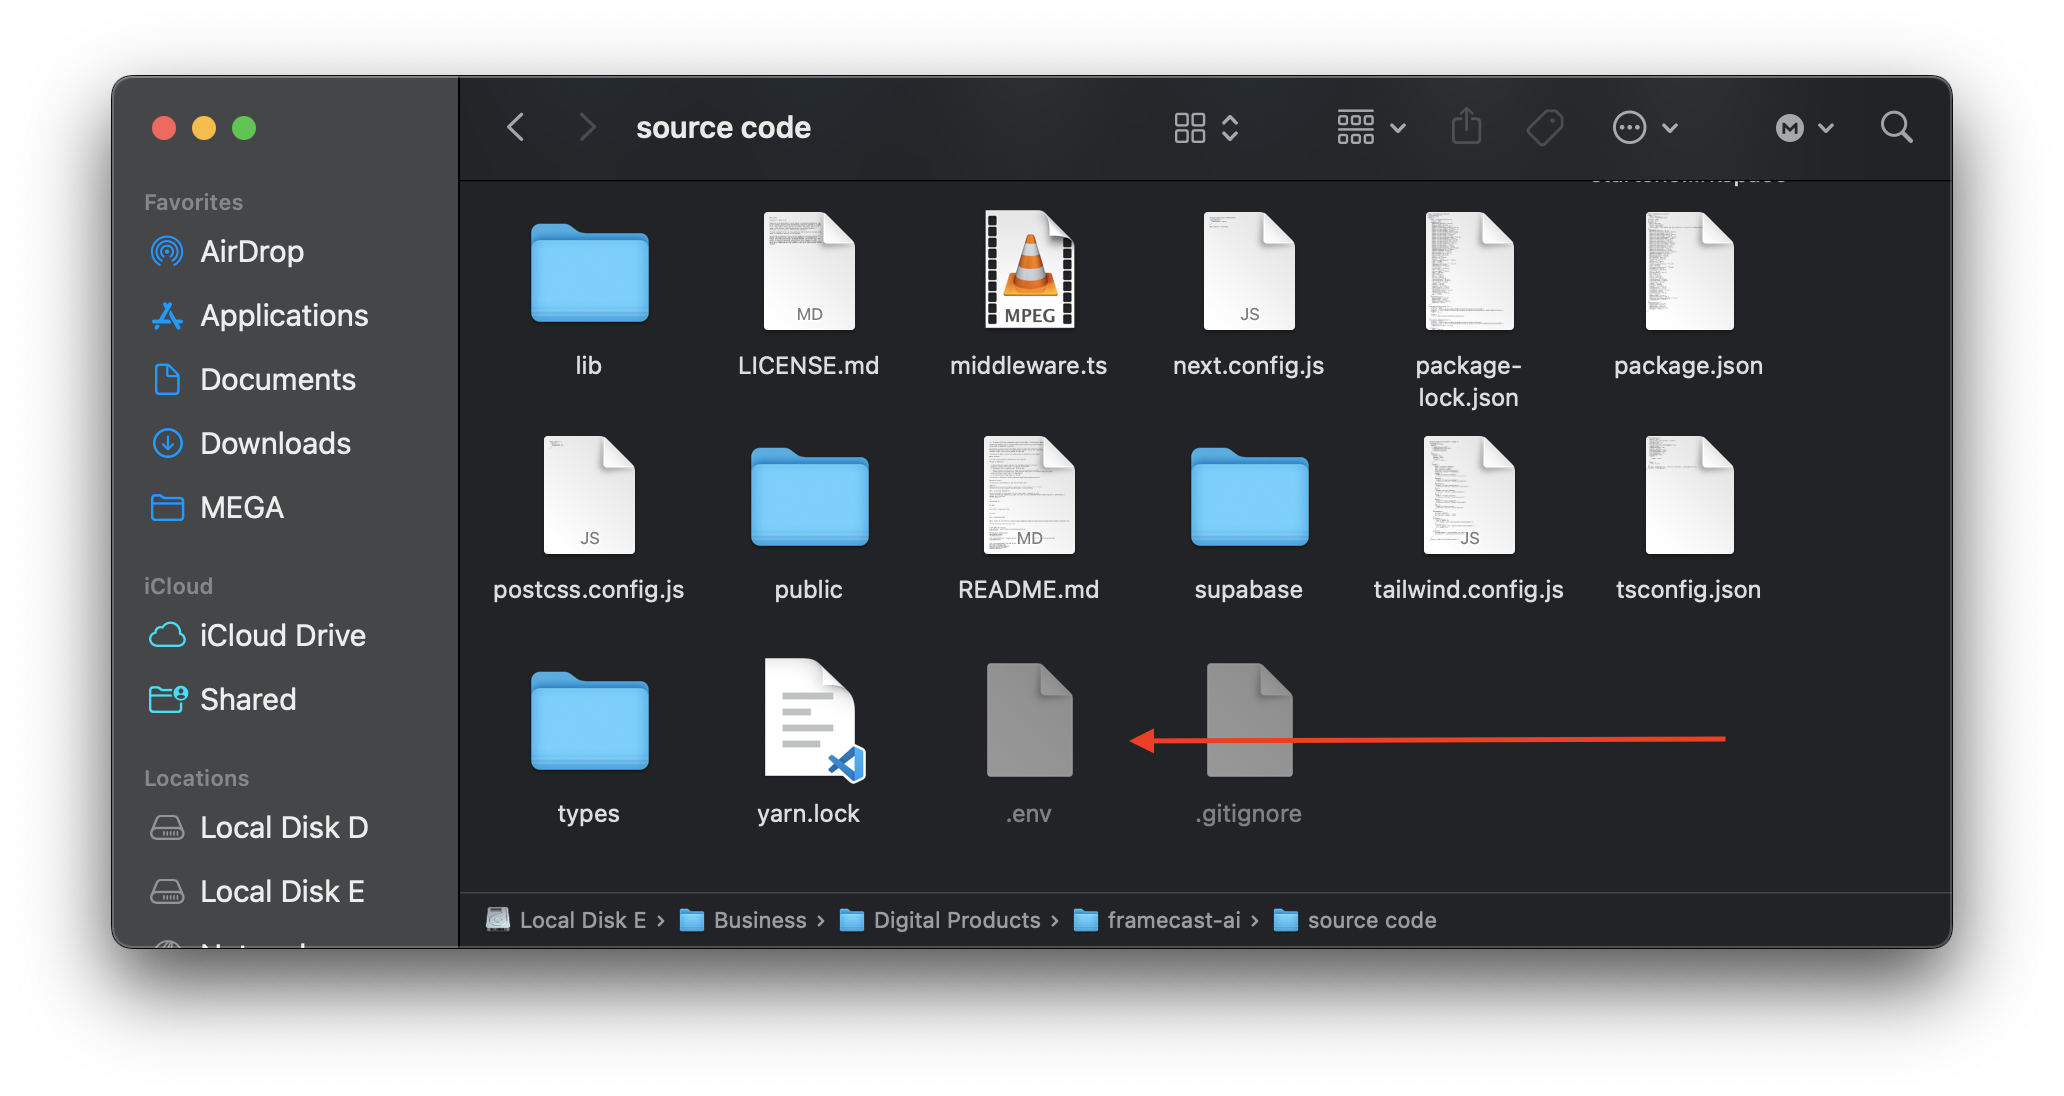 source code
Favorites
AirDrop
Applications
Documents
Downloads
MEGA
iCloud
iCloud Drive
Shared
Locations
Local Disk D
Local Disk E
MD
MPEG
JS
lib
LICENSE.md
middleware.ts
next.config.js
package-
lock.json
package.json
JS
MD
JS
postcss.config.js
public
README.md
supabase
tailwind.config.js
tsconfig.json
types
yarn.lock
.env
.gitignore
Local Disk E › Business › Digital Products › framecast-ai › source code